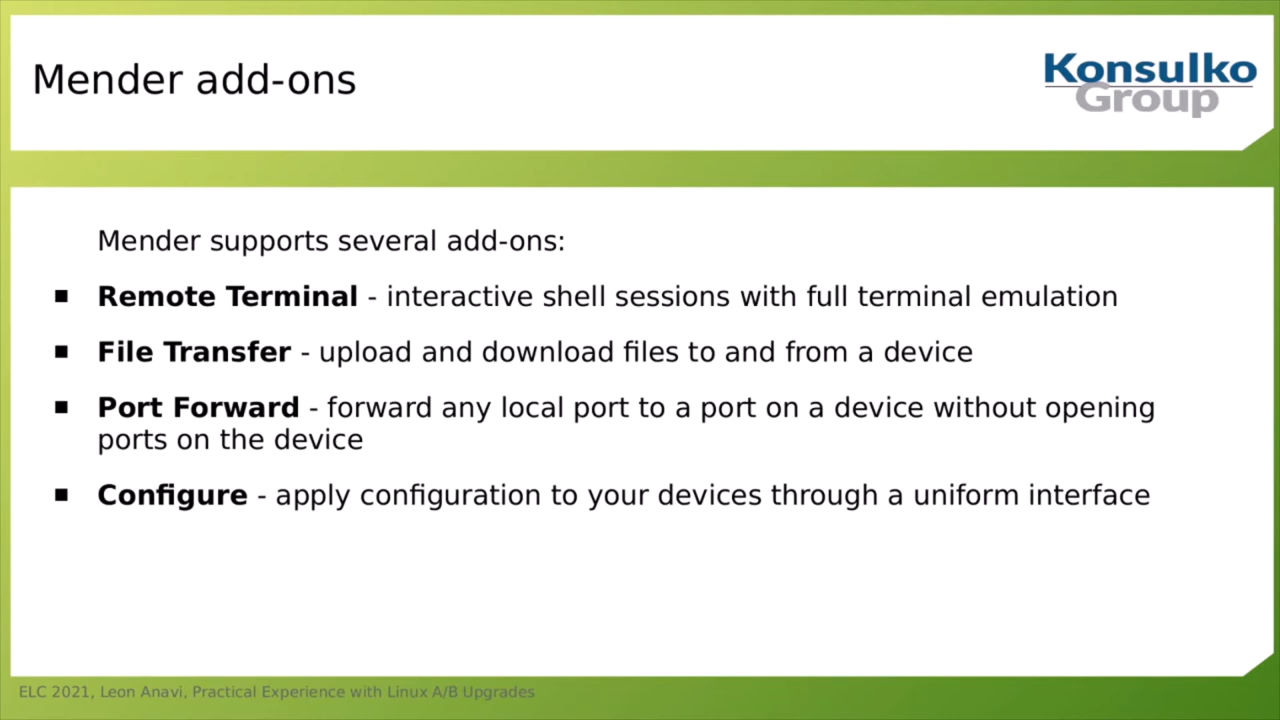 Mender add-ons
Konsulko
Group
Mender supports several add-ons:
▪ Remote Terminal - interactive shell sessions with full terminal emulation
▪ File Transfer - upload and download files to and from a device
▪ Port Forward - forward any local port to a port on a device without opening
ports on the device
▪ Configure - apply configuration to your devices through a uniform interface
ELC 2021, Leon Anavi, Practical Experience with Linux A/B Upgrades